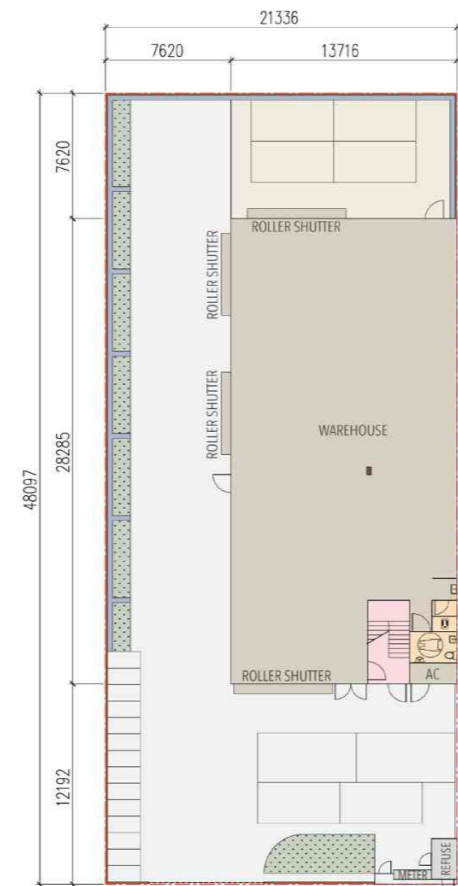 21336
7620
13716
7620
ROLLER SHUTTER
ROLLER SHUTTER
ROLLER SHUTTER
WAREHOUSE
28285
48097
AC
ROLLER SHUTTER
12192
METER
REFUSE